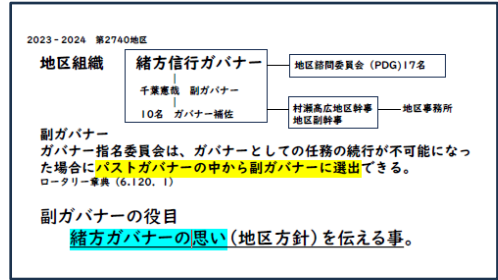 2023-2024 第2740地区
地区組織 緒方信行ガバナー 地区諮問委員会 (PDG)17名
千葉憲哉 副ガバナー
10名 ガバナー補佐 村瀬高広地区幹事 地区事務所
地区副幹事
副ガバナー
ガバナー指名委員会は、ガバナーとしての任務の続行が不可能になっ
た場合にパストガバナーの中から副ガバナーに選出できる。
ロータリー章典 (6.120. 1)
副ガバナーの役目
緒方ガバナーの思い(地区方針)を伝える事。